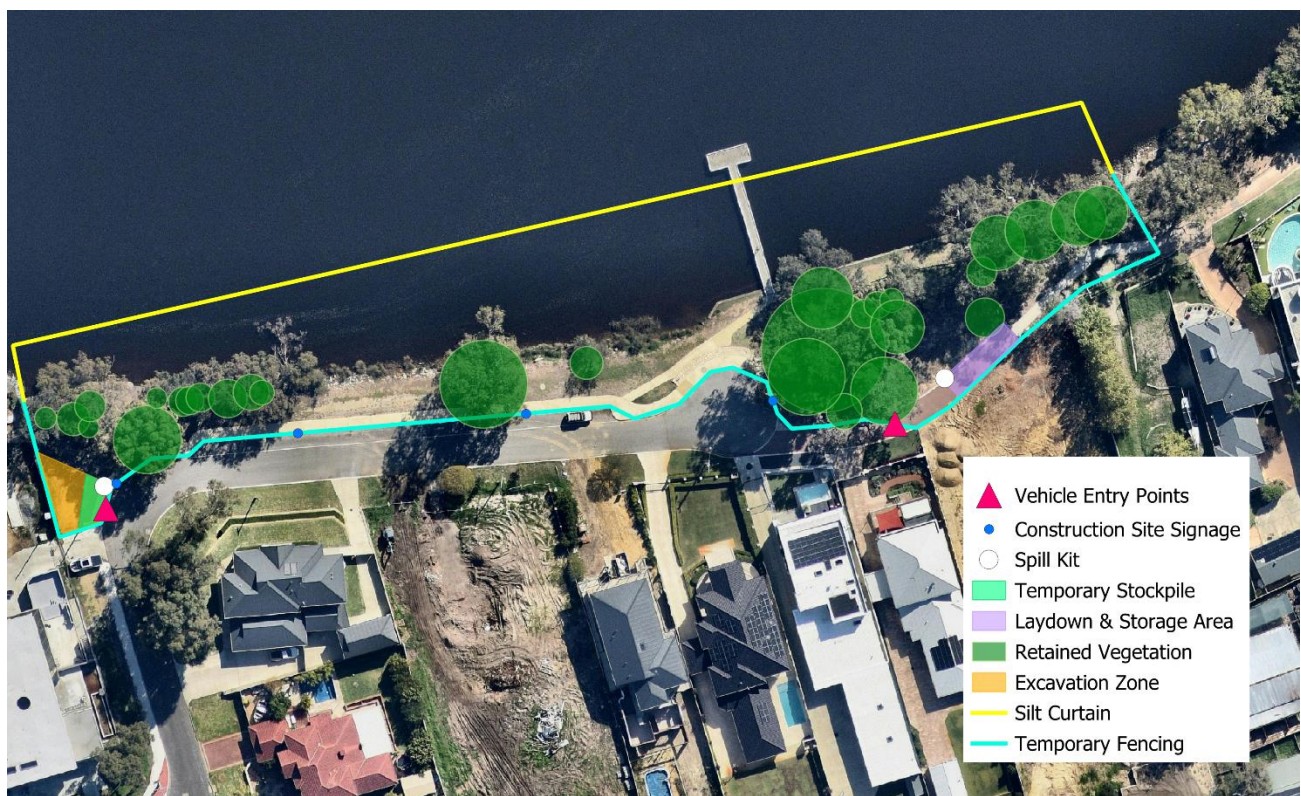 Vehicle Entry Points
Construction Site Signage
Spill Kit
Temporary Stockpile
Laydown & Storage Area
Retained Vegetation
Excavation Zone
Silt Curtain
Temporary Fencing